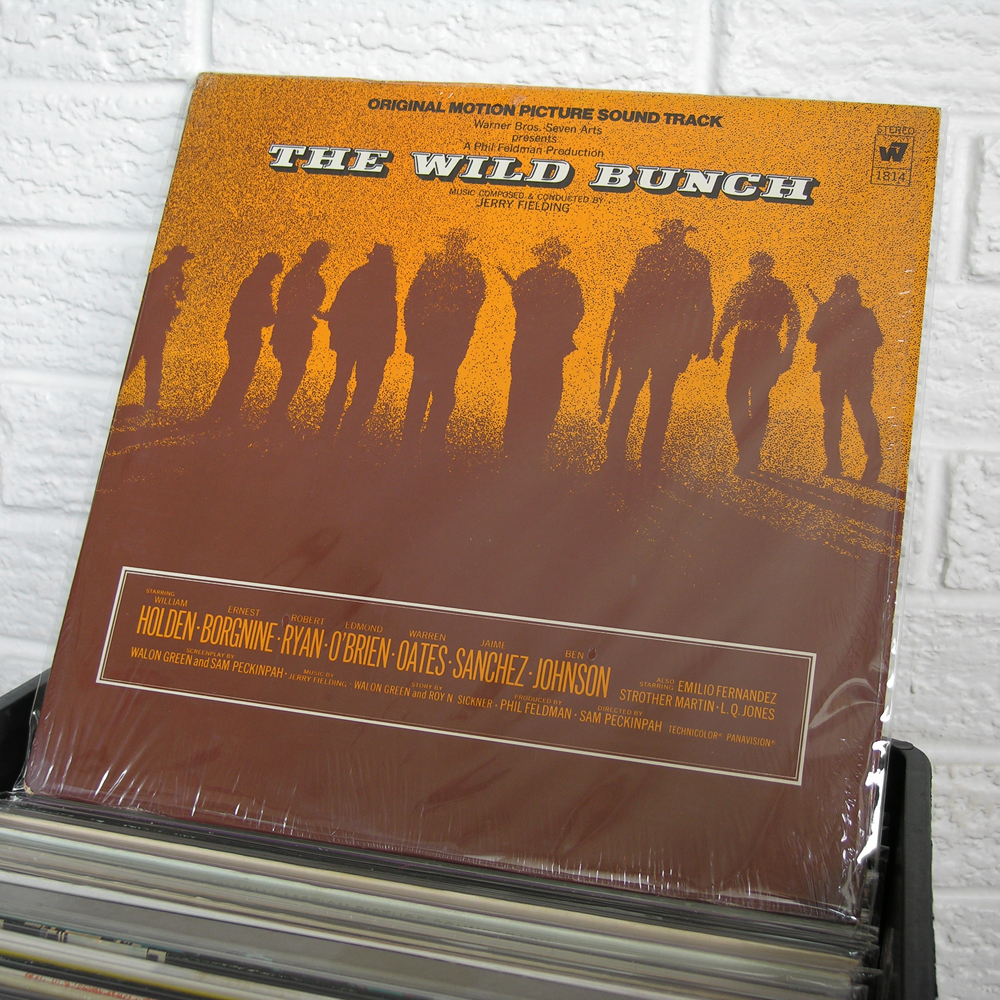 ORIGINAL MOTION PICTURE SOUND TRACK
Warner Bros.-Seven Arts
presents
A Phil Feldman Production
THE WILD BUNCH
MUSIC COMPOSED & CONDUCTED BY
JERRY FIELDING
STEREO
W7
1814
STARRING
WILLIAM HOLDEN · ERNEST BORGNINE · ROBERT RYAN · EDMOND O'BRIEN · WARREN OATES · JAIME SANCHEZ · BEN JOHNSON
ALSO STARRING EMILIO FERNANDEZ
STROTHER MARTIN · L.Q. JONES
SCREENPLAY BY WALON GREEN and SAM PECKINPAH · MUSIC BY JERRY FIELDING · STORY BY WALON GREEN and ROY N SICKNER · PRODUCED BY PHIL FELDMAN · DIRECTED BY SAM PECKINPAH TECHNICOLOR® PANAVISION®